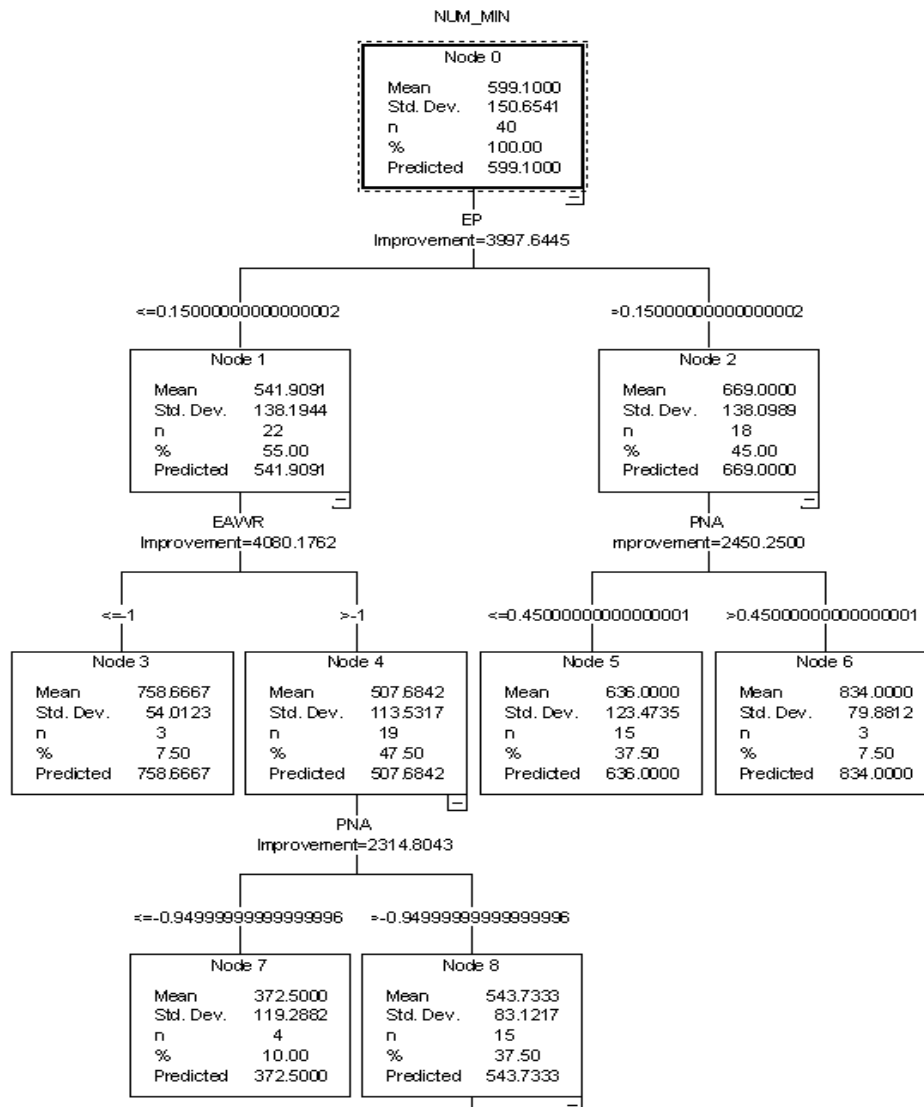 NUM_MIN
Node 0
Mean 599.1000
Std. Dev. 150.6541
n 40
% 100.00
Predicted 599.1000
EP
Improvement=3997.6445
<=0.15000000000000002
>0.15000000000000002
Node 1
Mean 541.9091
Std. Dev. 138.1944
n 22
% 55.00
Predicted 541.9091
Node 2
Mean 669.0000
Std. Dev. 138.0989
n 18
% 45.00
Predicted 669.0000
EAWR
Improvement=4080.1762
PNA
mprovement=2450.2500
<=-1
>-1
<=0.450000000000000001
>0.450000000000000001
Node 3
Mean 758.6667
Std. Dev. 54.0123
n 3
% 7.50
Predicted 758.6667
Node 4
Mean 507.6842
Std. Dev. 113.5317
n 19
% 47.50
Predicted 507.6842
Node 5
Mean 636.0000
Std. Dev. 123.4735
n 15
% 37.50
Predicted 636.0000
Node 6
Mean 834.0000
Std. Dev. 79.8812
n 3
% 7.50
Predicted 834.0000
PNA
Improvement=2314.8043
<=-0.94999999999999996
>-0.94999999999999996
Node 7
Mean 372.5000
Std. Dev. 119.2882
n 4
% 10.00
Predicted 372.5000
Node 8
Mean 543.7333
Std. Dev. 83.1217
n 15
% 37.50
Predicted 543.7333